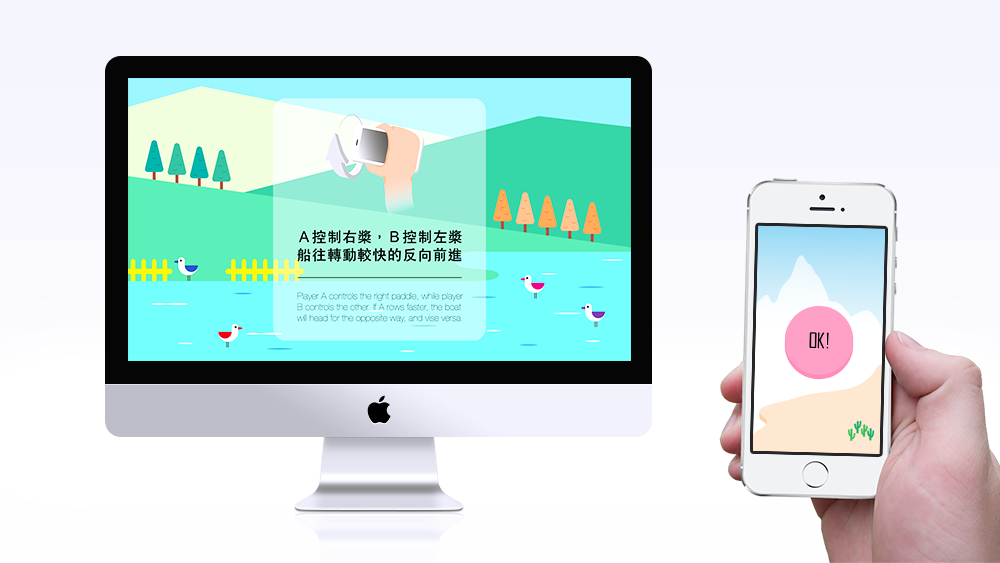 A控制右槳，B控制左槳
船往轉動較快的反向前進
Player A controls the right paddle, while player
B controls the other. If A rows faster, the boat
will head for the opposite way, and vise versa.
OK!